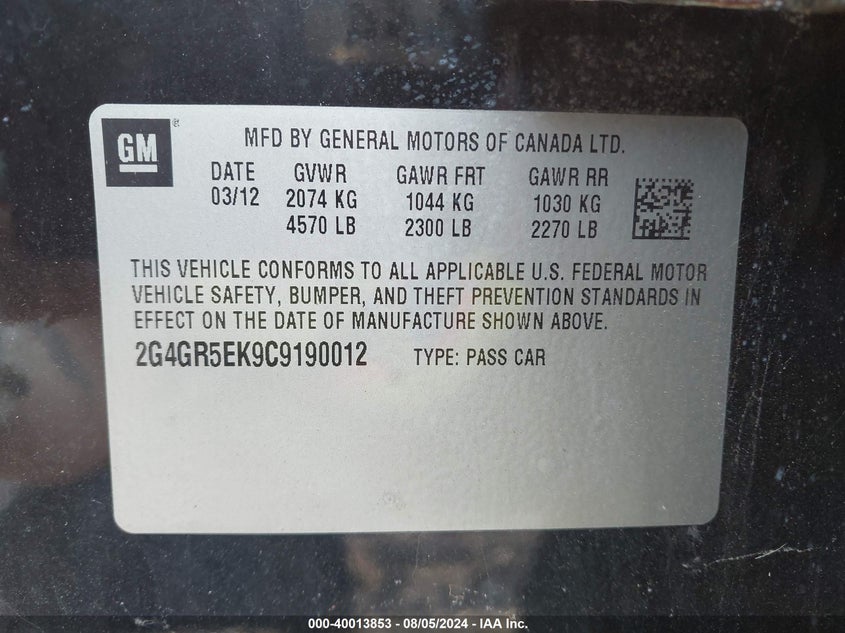 GM
®
MFD BY GENERAL MOTORS OF CANADA LTD.
DATE GVWR GAWR FRT GAWR RR
03/12 2074 KG 1044 KG 1030 KG
4570 LB 2300 LB 2270 LB
THIS VEHICLE CONFORMS TO ALL APPLICABLE U.S. FEDERAL MOTOR
VEHICLE SAFETY, BUMPER, AND THEFT PREVENTION STANDARDS IN
EFFECT ON THE DATE OF MANUFACTURE SHOWN ABOVE.
2G4GR5EK9C9190012 TYPE: PASS CAR
000-40013853 - 08/05/2024 - IAA Inc.